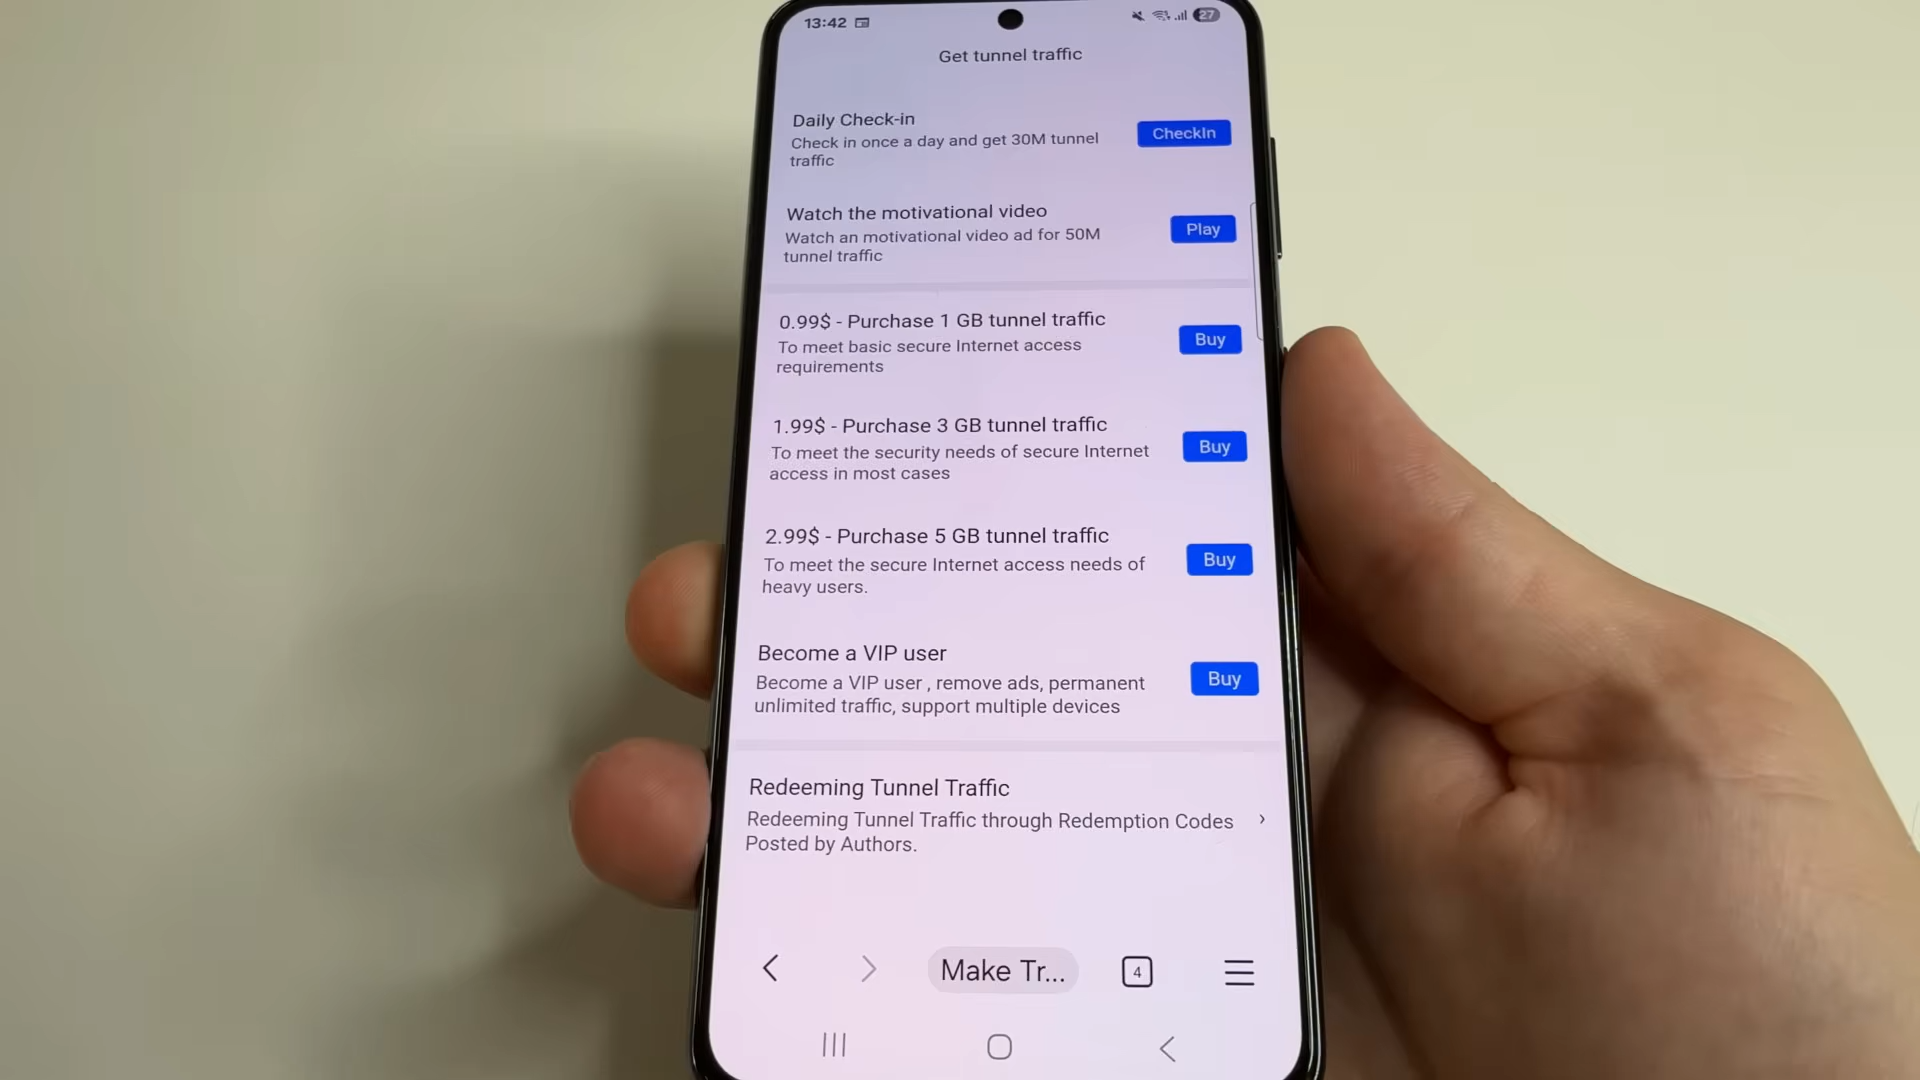 13:42
27
Get tunnel traffic
Daily Check-in
Check in once a day and get 30M tunnel
traffic
CheckIn
Watch the motivational video
Watch an motivational video ad for 50M
tunnel traffic
Play
0.99$ - Purchase 1 GB tunnel traffic
To meet basic secure Internet access
requirements
Buy
1.99$ - Purchase 3 GB tunnel traffic
To meet the security needs of secure Internet
access in most cases
Buy
2.99$ - Purchase 5 GB tunnel traffic
To meet the secure Internet access needs of
heavy users.
Buy
Become a VIP user
Become a VIP user , remove ads, permanent
unlimited traffic, support multiple devices
Buy
Redeeming Tunnel Traffic
Redeeming Tunnel Traffic through Redemption Codes
Posted by Authors.
Make Tr...
4